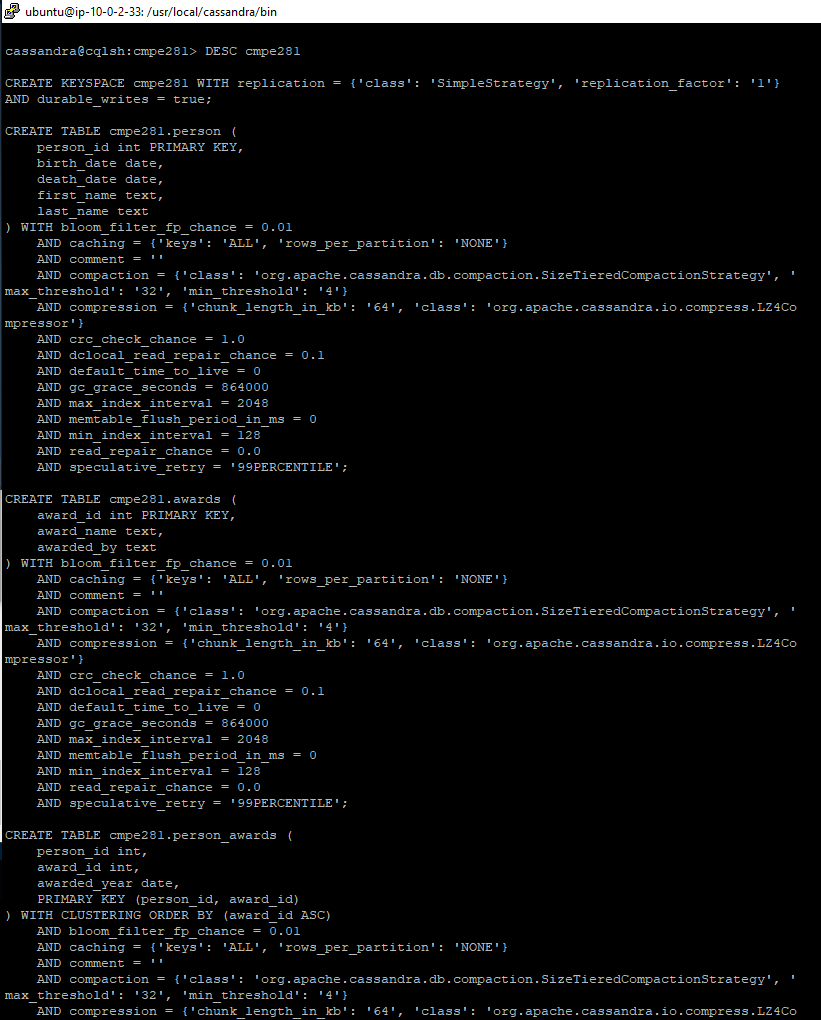 ubuntu@ip-10-0-2-33: /usr/local/cassandra/bin
cassandra@cqlsh:cmpe281> DESC cmpe281
CREATE KEYSPACE cmpe281 WITH replication = {'class': 'SimpleStrategy', 'replication_factor': '1'}
AND durable_writes = true;
CREATE TABLE cmpe281.person (
    person_id int PRIMARY KEY,
    birth_date date,
    death_date date,
    first_name text,
    last_name text
) WITH bloom_filter_fp_chance = 0.01
    AND caching = {'keys': 'ALL', 'rows_per_partition': 'NONE'}
    AND comment = ''
    AND compaction = {'class': 'org.apache.cassandra.db.compaction.SizeTieredCompactionStrategy', '
max_threshold': '32', 'min_threshold': '4'}
    AND compression = {'chunk_length_in_kb': '64', 'class': 'org.apache.cassandra.io.compress.LZ4Co
mpressor'}
    AND crc_check_chance = 1.0
    AND dclocal_read_repair_chance = 0.1
    AND default_time_to_live = 0
    AND gc_grace_seconds = 864000
    AND max_index_interval = 2048
    AND memtable_flush_period_in_ms = 0
    AND min_index_interval = 128
    AND read_repair_chance = 0.0
    AND speculative_retry = '99PERCENTILE';
CREATE TABLE cmpe281.awards (
    award_id int PRIMARY KEY,
    award_name text,
    awarded_by text
) WITH bloom_filter_fp_chance = 0.01
    AND caching = {'keys': 'ALL', 'rows_per_partition': 'NONE'}
    AND comment = ''
    AND compaction = {'class': 'org.apache.cassandra.db.compaction.SizeTieredCompactionStrategy', '
max_threshold': '32', 'min_threshold': '4'}
    AND compression = {'chunk_length_in_kb': '64', 'class': 'org.apache.cassandra.io.compress.LZ4Co
mpressor'}
    AND crc_check_chance = 1.0
    AND dclocal_read_repair_chance = 0.1
    AND default_time_to_live = 0
    AND gc_grace_seconds = 864000
    AND max_index_interval = 2048
    AND memtable_flush_period_in_ms = 0
    AND min_index_interval = 128
    AND read_repair_chance = 0.0
    AND speculative_retry = '99PERCENTILE';
CREATE TABLE cmpe281.person_awards (
    person_id int,
    award_id int,
    awarded_year date,
    PRIMARY KEY (person_id, award_id)
) WITH CLUSTERING ORDER BY (award_id ASC)
    AND bloom_filter_fp_chance = 0.01
    AND caching = {'keys': 'ALL', 'rows_per_partition': 'NONE'}
    AND comment = ''
    AND compaction = {'class': 'org.apache.cassandra.db.compaction.SizeTieredCompactionStrategy', '
max_threshold': '32', 'min_threshold': '4'}
    AND compression = {'chunk_length_in_kb': '64', 'class': 'org.apache.cassandra.io.compress.LZ4Co